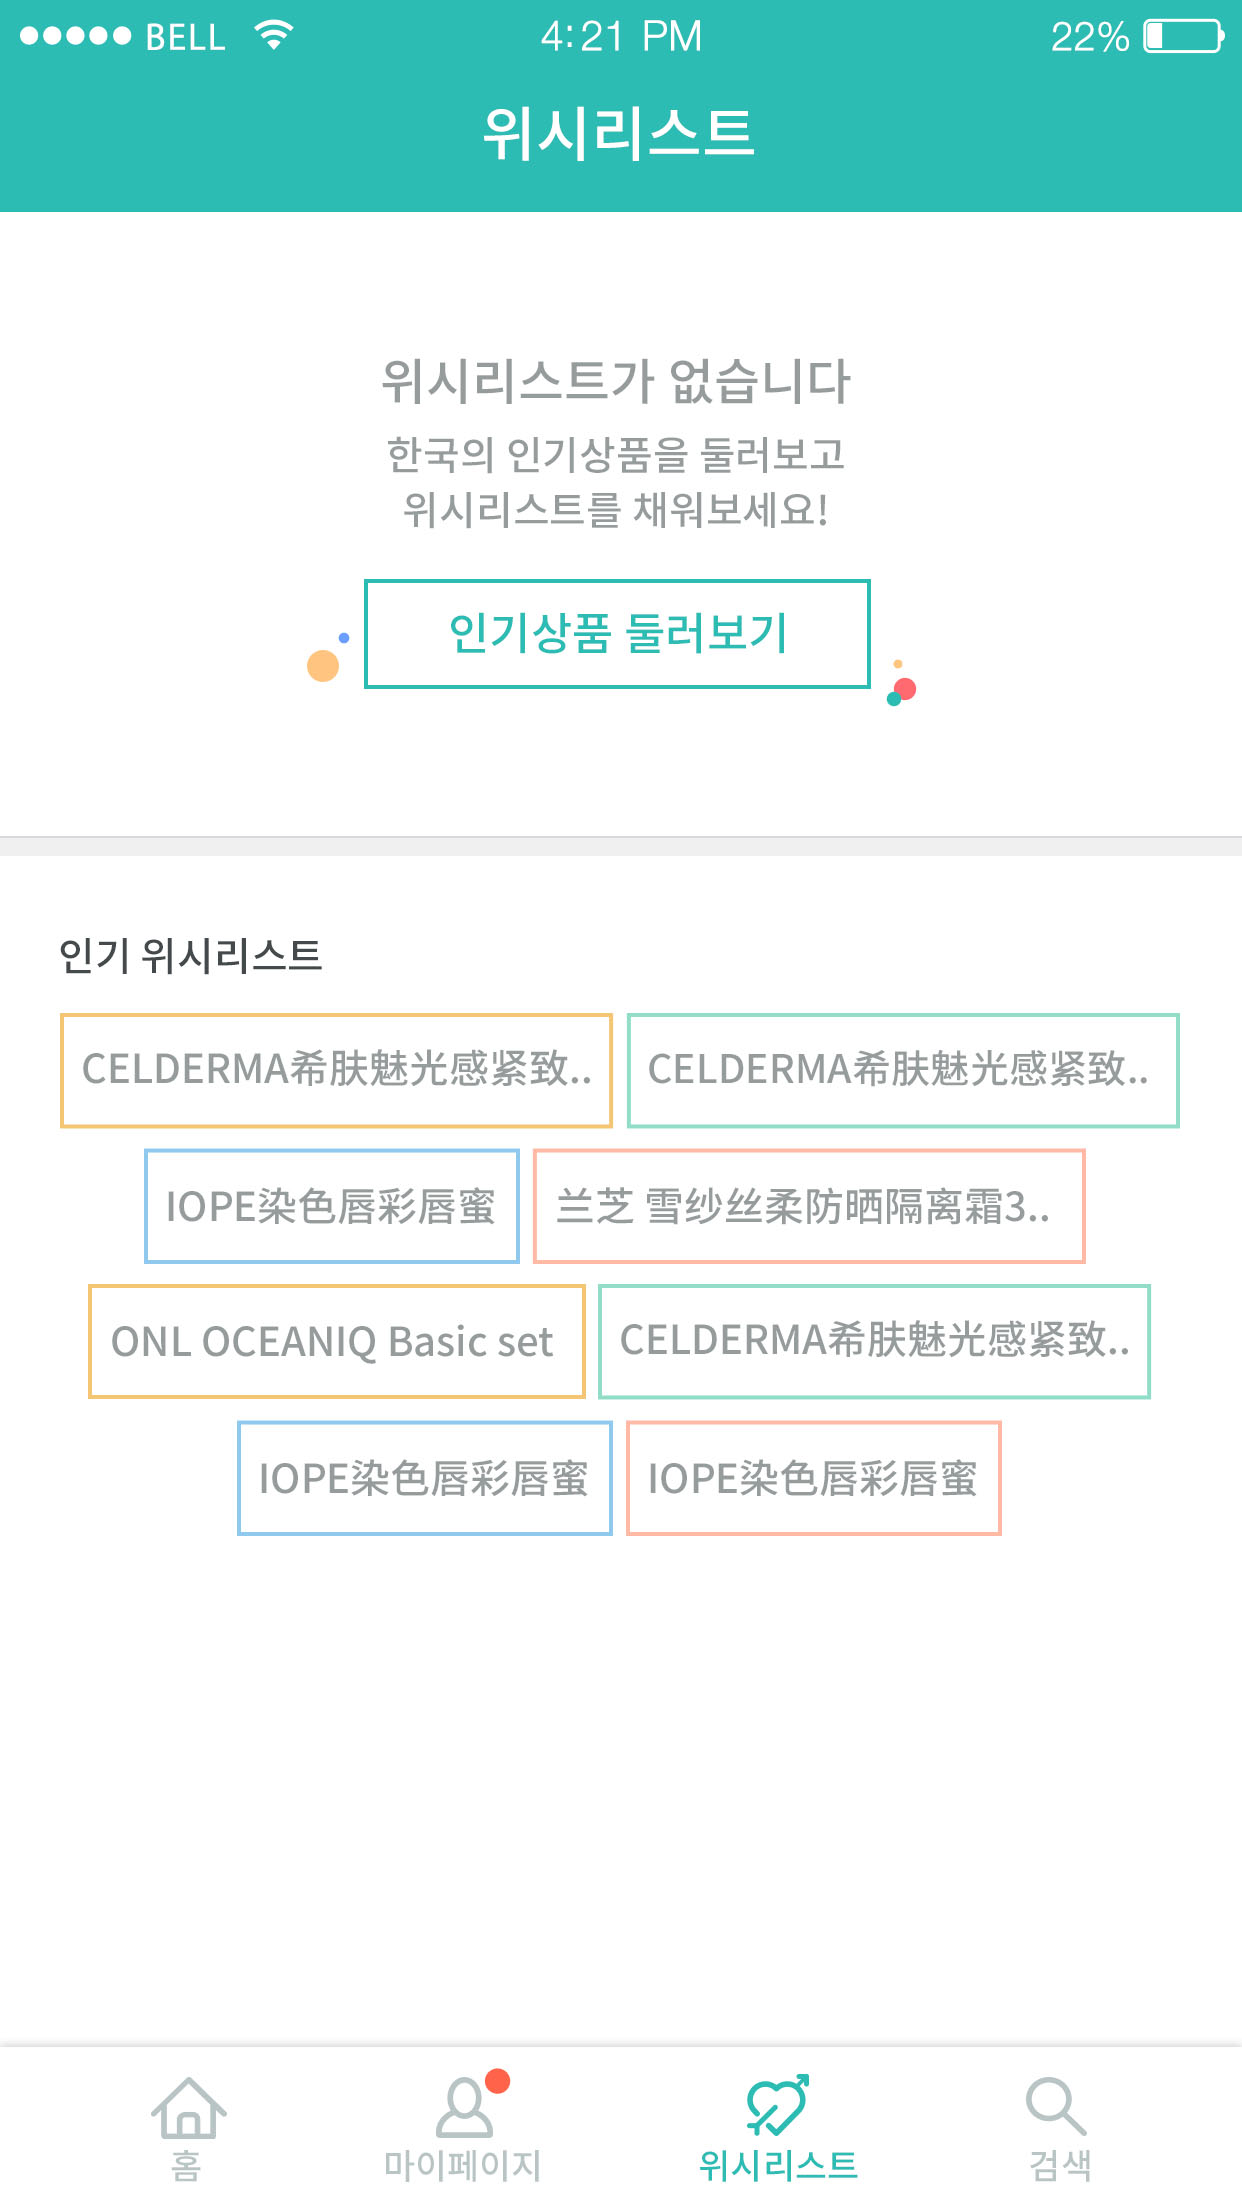 BELL 4:21 PM 22%
위시리스트
위시리스트가 없습니다
한국의 인기상품을 둘러보고
위시리스트를 채워보세요!
인기상품 둘러보기
인기 위시리스트
CELDERMA希肤魅光感紧致.. CELDERMA希肤魅光感紧致..
IOPE染色唇彩唇蜜 兰芝 雪纱丝柔防晒隔离霜3..
ONL OCEANIQ Basic set CELDERMA希肤魅光感紧致..
IOPE染色唇彩唇蜜 IOPE染色唇彩唇蜜
홈 마이페이지 위시리스트 검색